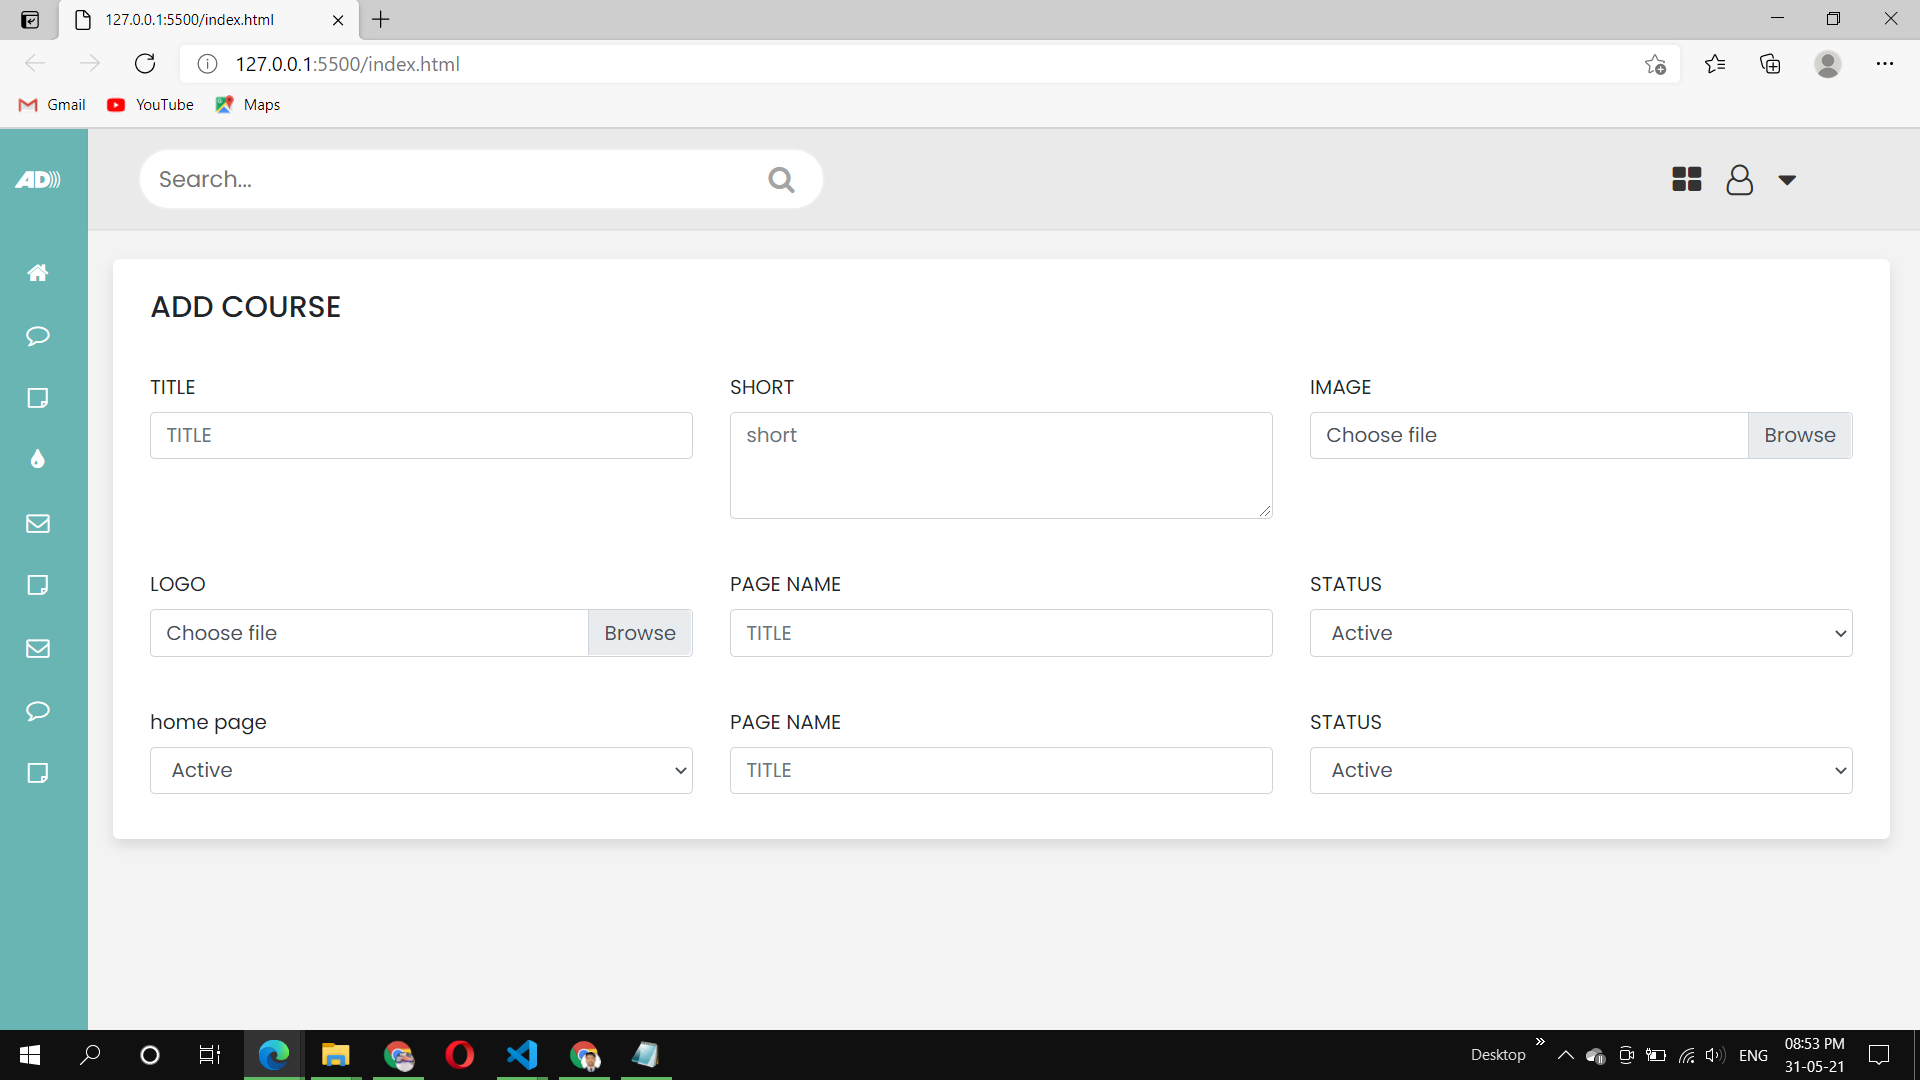 127.0.0.1:5500/index.html
127.0.0.1:5500/index.html
Gmail YouTube Maps
AD
Search...
ADD COURSE
TITLE SHORT IMAGE
TITLE short Choose file Browse
LOGO PAGE NAME STATUS
Choose file Browse TITLE Active
home page PAGE NAME STATUS
Active TITLE Active
Desktop ENG 08:53 PM
31-05-21